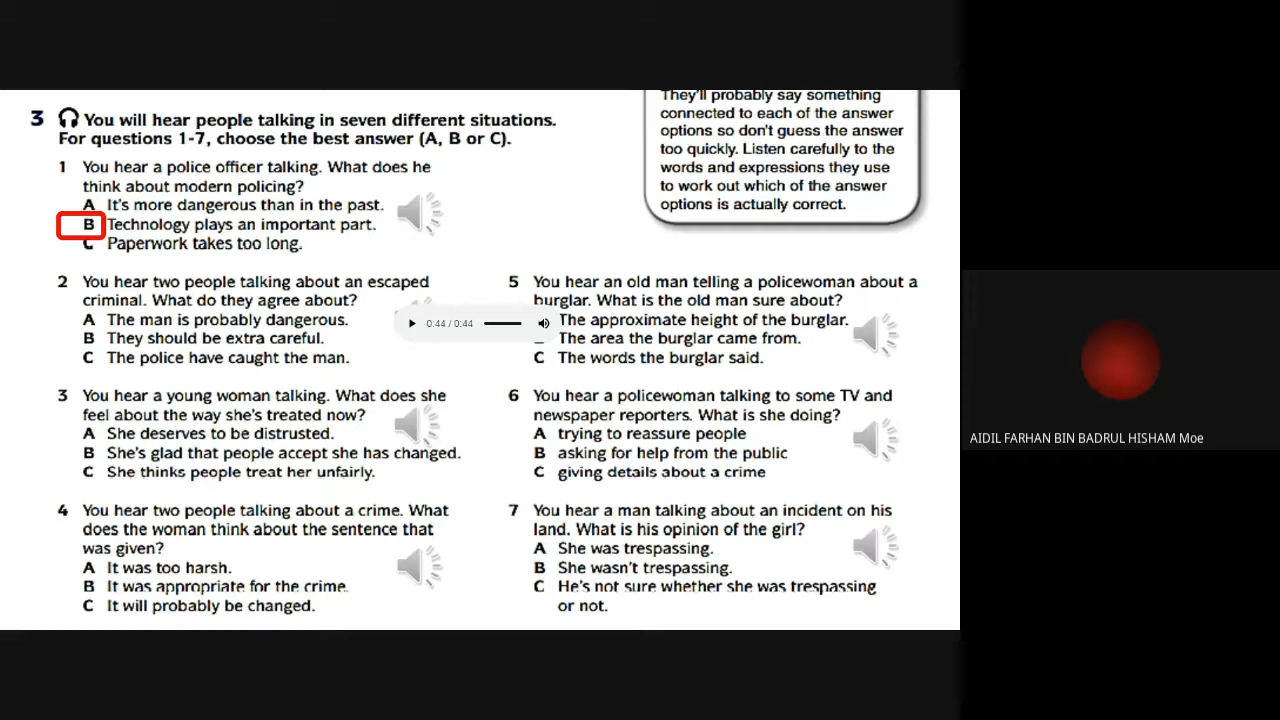 They'll probably say something
connected to each of the answer
options so don't guess the answer
too quickly. Listen carefully to the
words and expressions they use
to work out which of the answer
options is actually correct.
3 You will hear people talking in seven different situations.
For questions 1-7, choose the best answer (A, B or C).
1 You hear a police officer talking. What does he
think about modern policing?
A It's more dangerous than in the past.
B Technology plays an important part.
C Paperwork takes too long.
2 You hear two people talking about an escaped
criminal. What do they agree about?
A The man is probably dangerous.
B They should be extra careful.
C The police have caught the man.
0:44 / 0:44
3 You hear a young woman talking. What does she
feel about the way she's treated now?
A She deserves to be distrusted.
B She's glad that people accept she has changed.
C She thinks people treat her unfairly.
4 You hear two people talking about a crime. What
does the woman think about the sentence that
was given?
A It was too harsh.
B It was appropriate for the crime.
C It will probably be changed.
5 You hear an old man telling a policewoman about a
burglar. What is the old man sure about?
The approximate height of the burglar.
The area the burglar came from.
C The words the burglar said.
6 You hear a policewoman talking to some TV and
newspaper reporters. What is she doing?
A trying to reassure people
B asking for help from the public
C giving details about a crime
7 You hear a man talking about an incident on his
land. What is his opinion of the girl?
A She was trespassing.
B She wasn't trespassing.
C He's not sure whether she was trespassing
or not.
AIDIL FARHAN BIN BADRUL HISHAM Moe